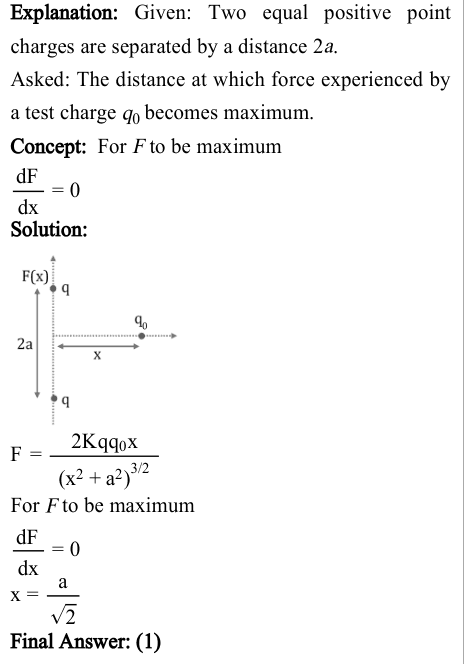 Explanation: Given: Two equal positive point
charges are separated by a distance 2a.
Asked: The distance at which force experienced by
a test charge q₀ becomes maximum.
Concept: For F to be maximum
dF/dx = 0
Solution:
F(x)
q
q₀
2a
x
q
F = 2Kqq₀x/(x² + a²)^(3/2)
For F to be maximum
dF/dx = 0
x = a/√2
Final Answer: (1)